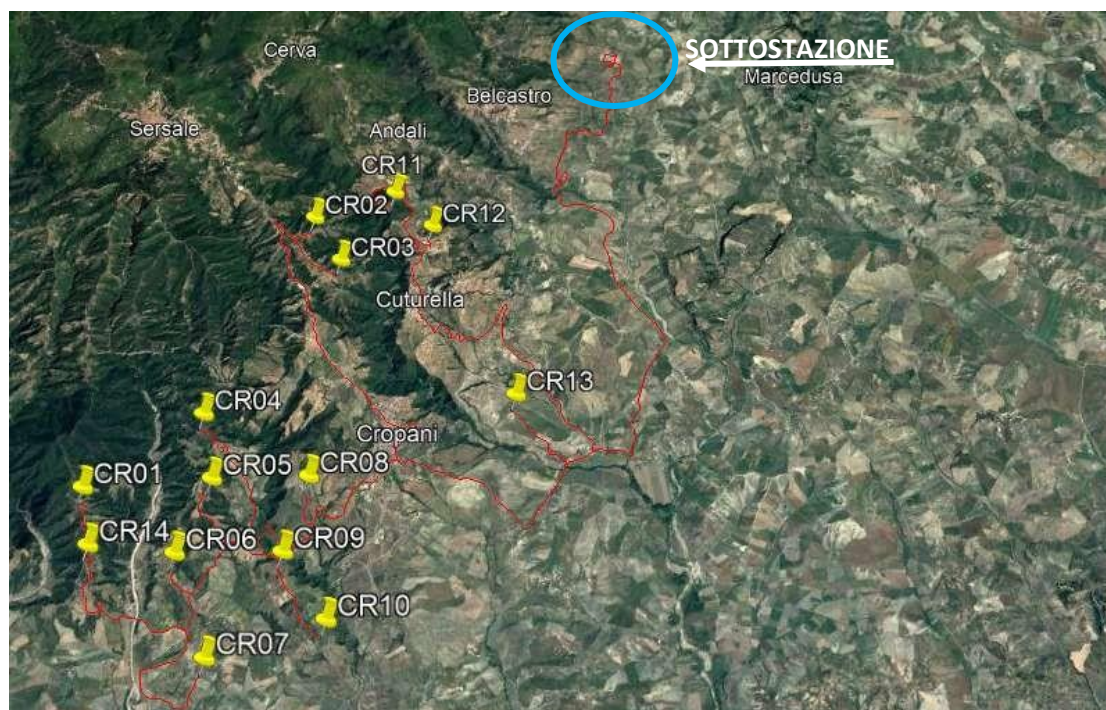 Cerva
SOTTOSTAZIONE
Marcedusa
Belcastro
Sersale
Andali
CR11
CR02
CR12
CR03
Cuturella
CR13
CR04
Cropani
CR05
CR08
CR01
CR14
CR06
CR09
CR10
CR07